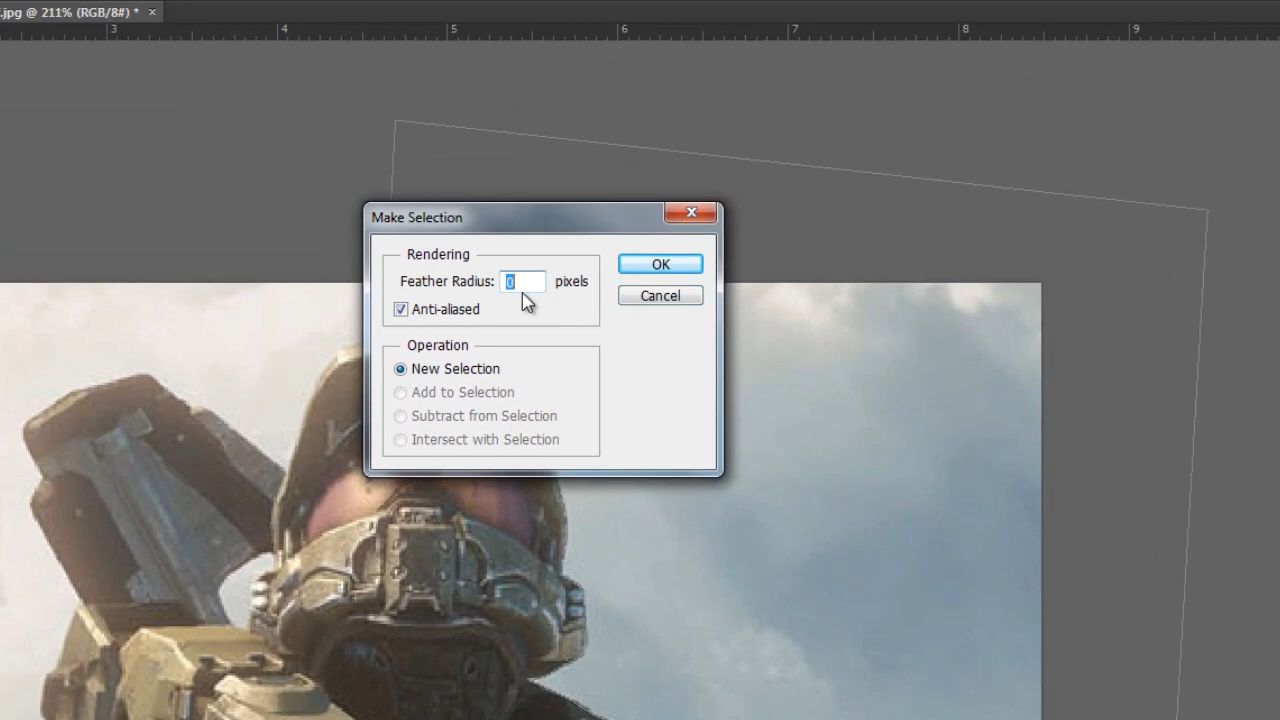 .jpg @ 211% (RGB/8#) * ×
3 4 5 6 7 8 9
Make Selection
Rendering
Feather Radius: 0 pixels
Anti-aliased
OK
Cancel
Operation
New Selection
Add to Selection
Subtract from Selection
Intersect with Selection